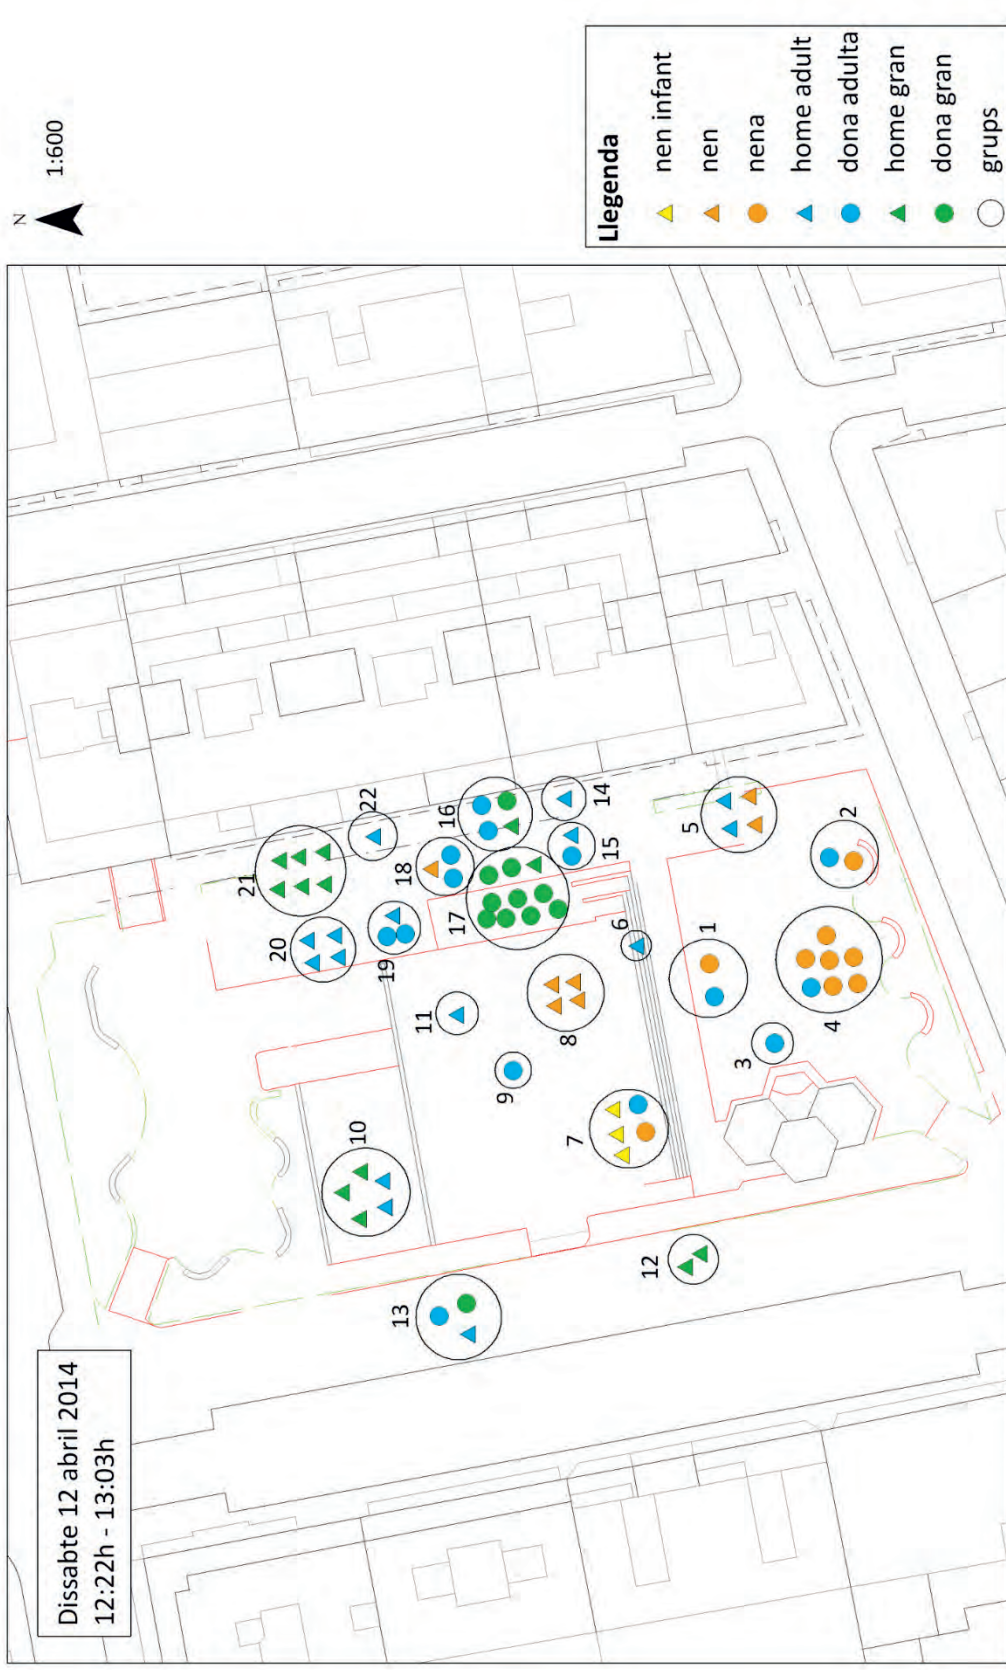 Dissabte 12 abril 2014
12:22h - 13:03h
N
1:600
Llegenda
nen infant
nen
nena
home adult
dona adulta
home gran
dona gran
grups
21
22
20
18
16
19
17
14
15
11
10
9
8
6
5
7
1
2
13
12
3
4